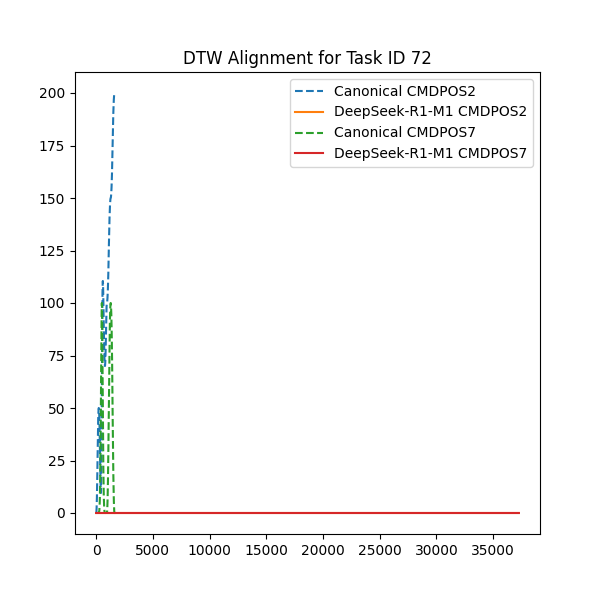 DTW Alignment for Task ID 72
Canonical CMDPOS2
DeepSeek-R1-M1 CMDPOS2
Canonical CMDPOS7
DeepSeek-R1-M1 CMDPOS7
200
175
150
125
100
75
50
25
0
0 5000 10000 15000 20000 25000 30000 35000